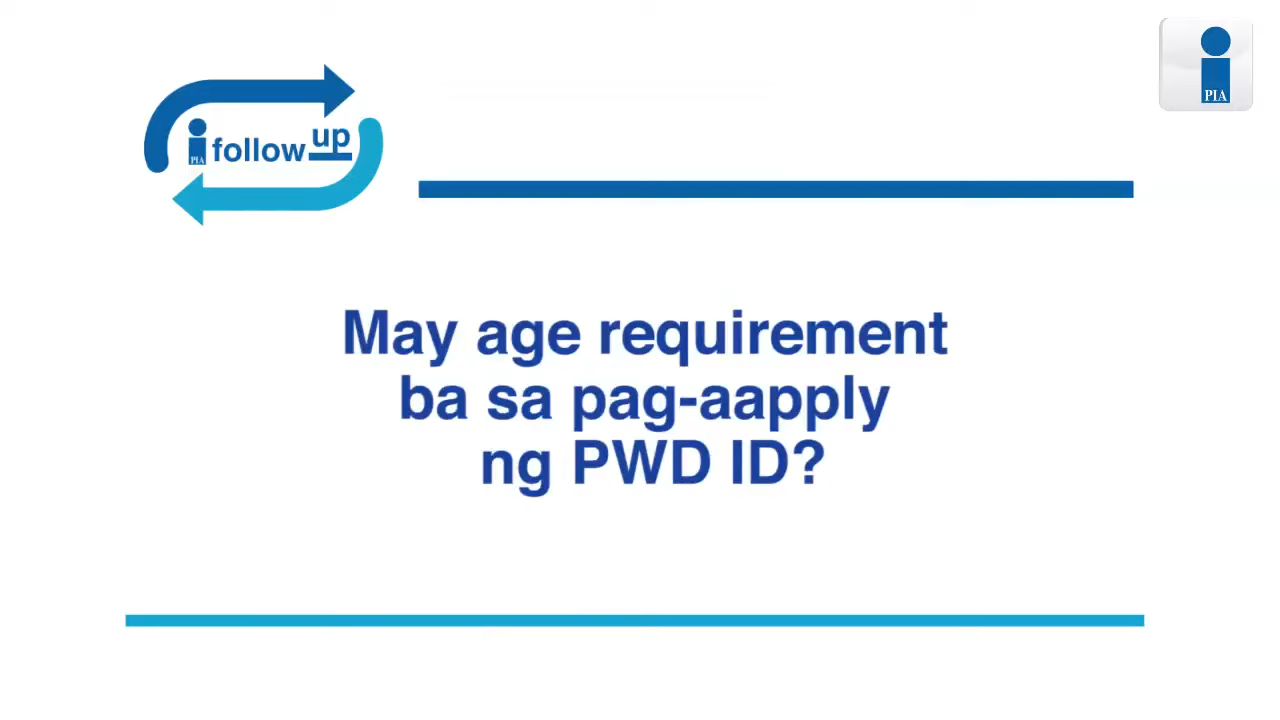 PIA
PIA follow up
May age requirement
ba sa pag-aapply
ng PWD ID?